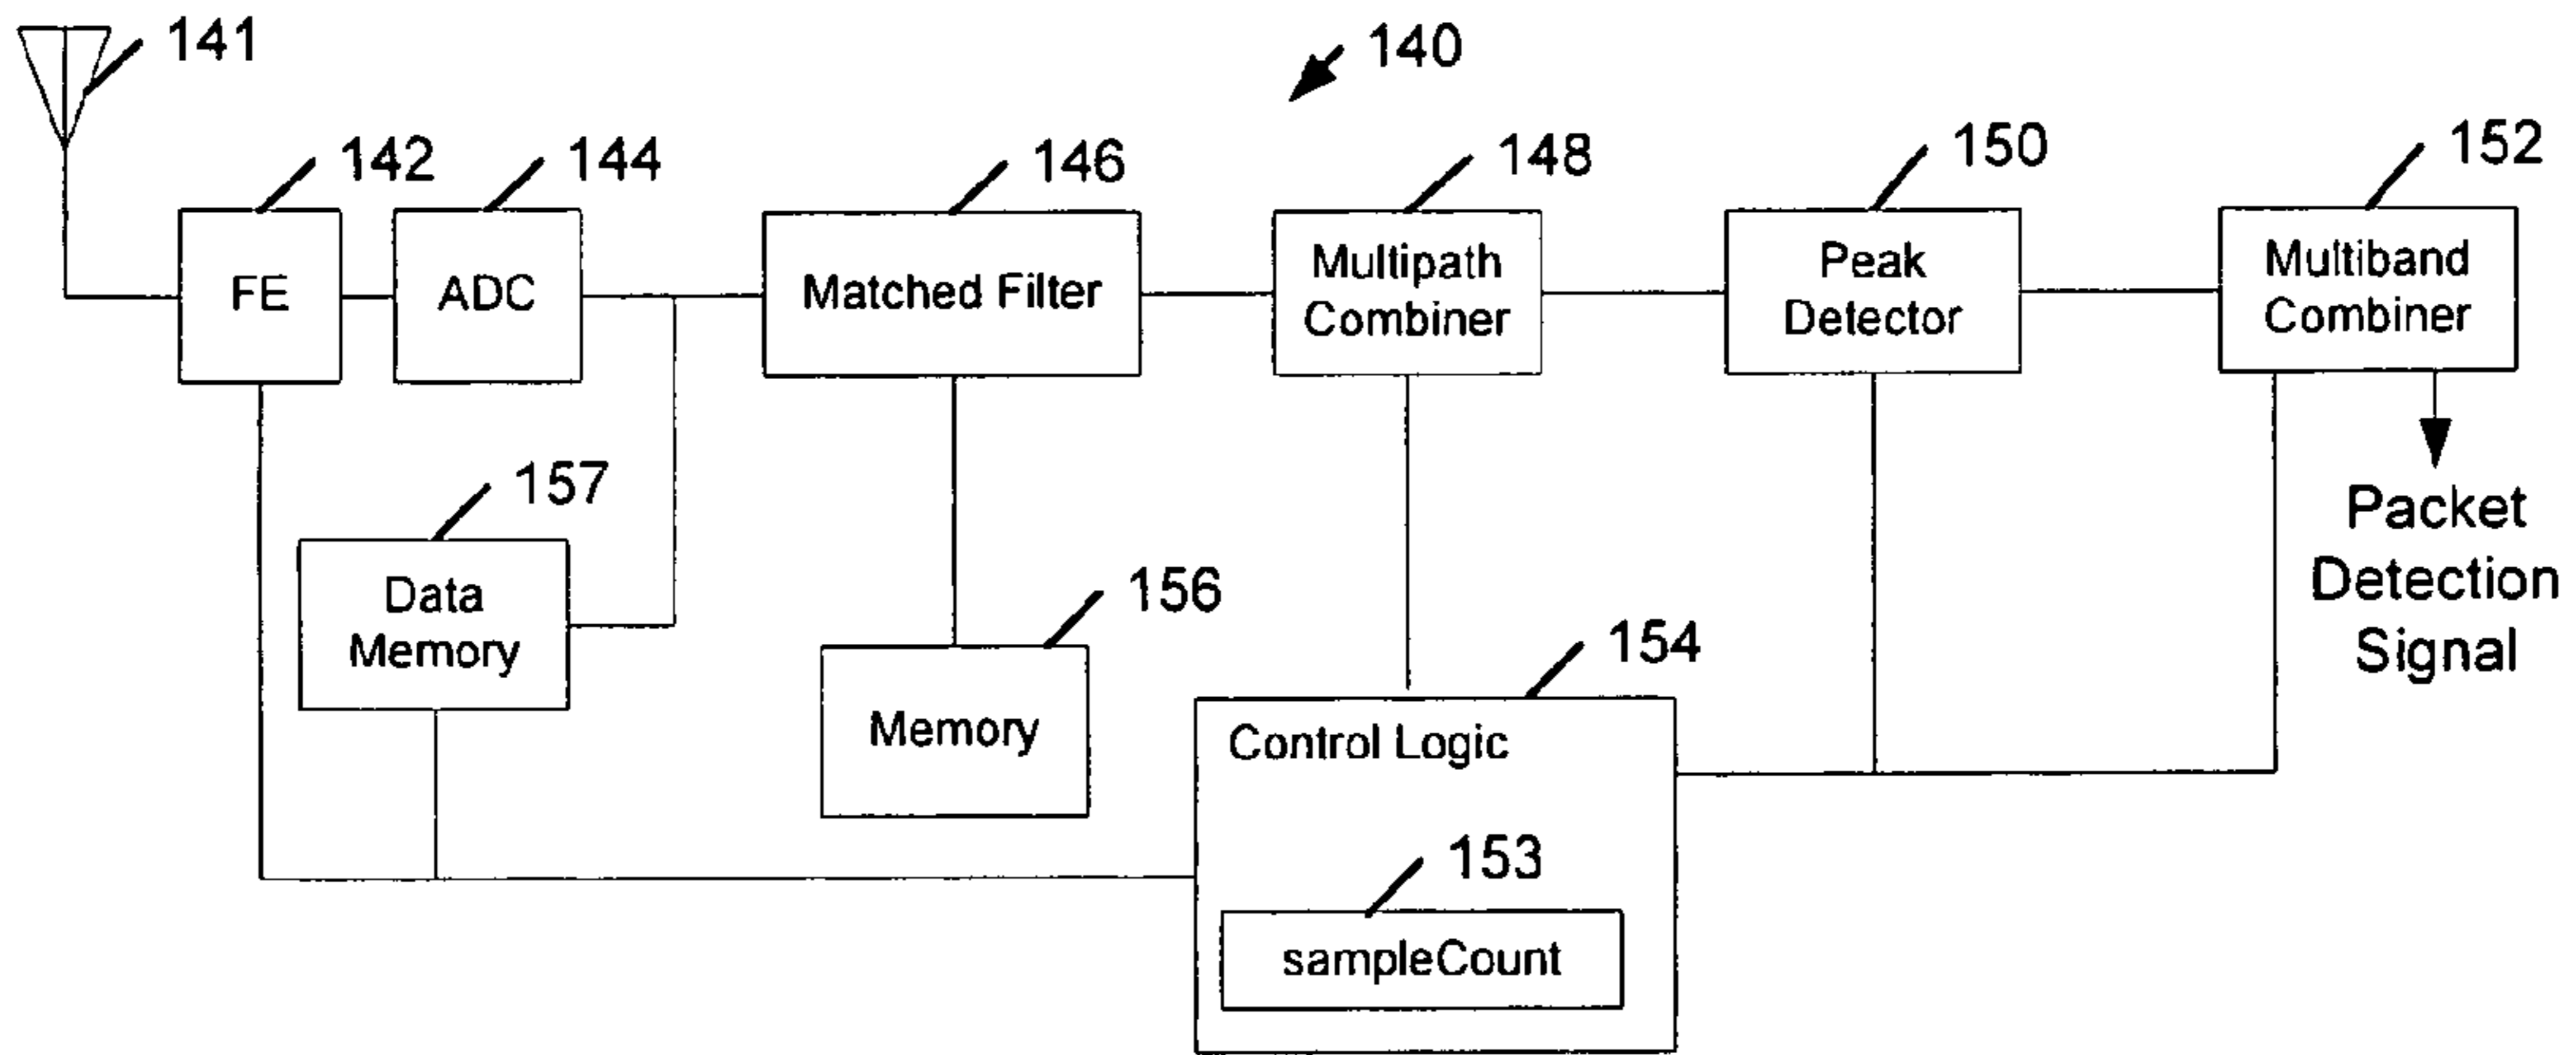 141
140
142
144
146
148
150
152
FE
ADC
Matched Filter
Multipath
Combiner
Peak
Detector
Multiband
Combiner
157
Data
Memory
156
Memory
154
Control Logic
153
sampleCount
Packet
Detection
Signal